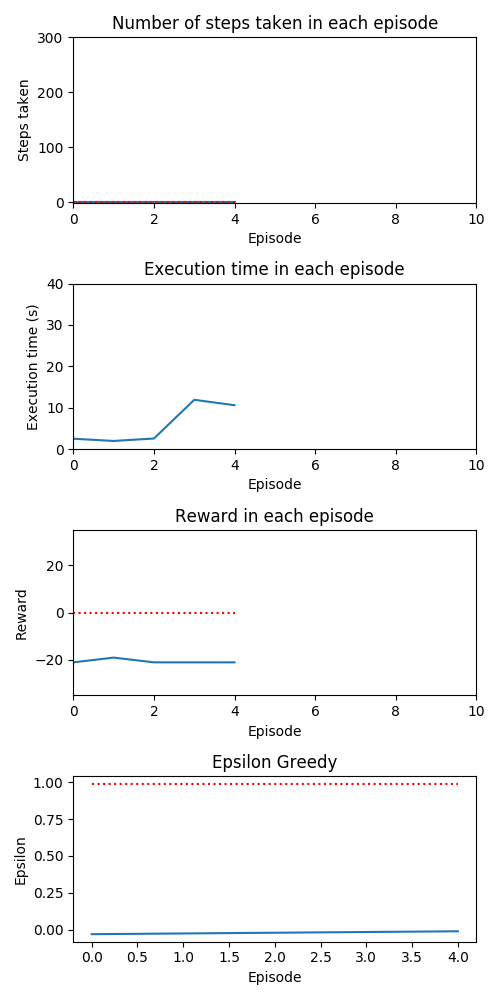 Number of steps taken in each episode
300
200
100
0
Steps taken
0 2 4 6 8 10
Episode
Execution time in each episode
40
30
20
10
0
Execution time (s)
0 2 4 6 8 10
Episode
Reward in each episode
20
0
−20
Reward
0 2 4 6 8 10
Episode
Epsilon Greedy
1.00
0.75
0.50
0.25
0.00
Epsilon
0.0 0.5 1.0 1.5 2.0 2.5 3.0 3.5 4.0
Episode